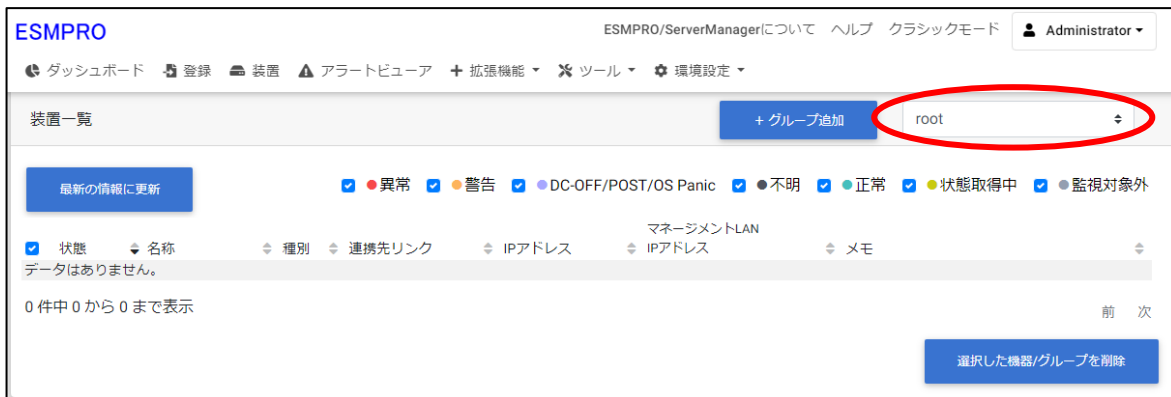 ESMPRO
ESMPRO/ServerManagerについて ヘルプ クラシックモード Administrator
ダッシュボード 登録 装置 アラートビューア 拡張機能 ツール 環境設定
装置一覧
+ グループ追加
root
最新の情報に更新
異常 警告 DC-OFF/POST/OS Panic 不明 正常 状態取得中 監視対象外
状態 名称 種別 連携先リンク IPアドレス マネージメントLAN
IPアドレス メモ
データはありません。
0 件中 0 から 0 まで表示
前 次
選択した機器/グループを削除